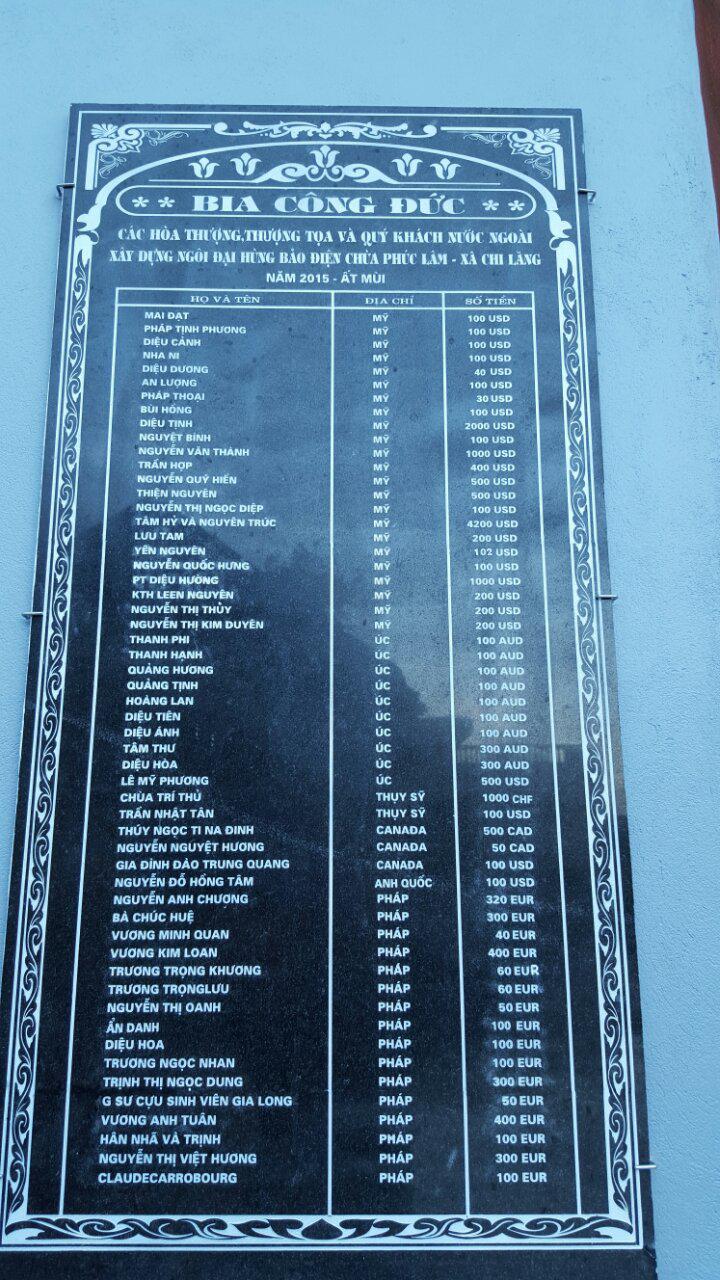 ** BIA CÔNG ĐỨC **
CÁC HÒA THƯỢNG,THƯỢNG TỌA VÀ QUÝ KHÁCH NƯỚC NGOÀI
XÂY DỰNG NGÔI ĐẠI HÙNG BẢO ĐIỆN CHÙA PHÚC LÂM - XÃ CHI LĂNG
NĂM 2015 - ẤT MÙI
HỌ VÀ TÊN ĐỊA CHỈ SỐ TIỀN
MAI ĐẠT MỸ 100 USD
PHÁP TỊNH PHƯƠNG MỸ 100 USD
DIỆU CẢNH MỸ 100 USD
NHA NI MỸ 100 USD
DIỆU DƯƠNG MỸ 40 USD
AN LƯỢNG MỸ 100 USD
PHÁP THOẠI MỸ 30 USD
BÙI HỒNG MỸ 100 USD
DIỆU TỊNH MỸ 2000 USD
NGUYỆT BÌNH MỸ 100 USD
NGUYỄN VĂN THÀNH MỸ 1000 USD
TRẦN HỢP MỸ 400 USD
NGUYỄN QUÝ HIỂN MỸ 500 USD
THIỆN NGUYÊN MỸ 500 USD
NGUYỄN THỊ NGỌC DIỆP MỸ 100 USD
TÂM HỶ VÀ NGUYÊN TRÚC MỸ 4200 USD
LƯU TAM MỸ 200 USD
YÊN NGUYÊN MỸ 102 USD
NGUYỄN QUỐC HƯNG MỸ 100 USD
PT DIỆU HƯỜNG MỸ 1000 USD
KTH LEEN NGUYÊN MỸ 200 USD
NGUYỄN THỊ THỦY MỸ 200 USD
NGUYỄN THỊ KIM DUYÊN MỸ 200 USD
THANH PHI ÚC 100 AUD
THANH HẠNH ÚC 100 AUD
QUẢNG HƯƠNG ÚC 100 AUD
QUẢNG TỊNH ÚC 100 AUD
HOÀNG LAN ÚC 100 AUD
DIỆU TIÊN ÚC 100 AUD
DIỆU ÁNH ÚC 100 AUD
TÂM THƯ ÚC 300 AUD
DIỆU HÒA ÚC 300 AUD
LÊ MỸ PHƯƠNG ÚC 500 USD
CHÙA TRÍ THỦ THỤY SỸ 1000 CHF
TRẦN NHẬT TÂN THỤY SỸ 100 USD
THÚY NGỌC TI NA ĐINH CANADA 500 CAD
NGUYỄN NGUYỆT HƯƠNG CANADA 50 CAD
GIA ĐÌNH ĐÀO TRUNG QUANG CANADA 100 USD
NGUYỄN ĐỖ HỒNG TÂM ANH QUỐC 100 USD
NGUYỄN ANH CHƯỢNG PHÁP 320 EUR
BÀ CHÚC HUỆ PHÁP 300 EUR
VƯƠNG MINH QUAN PHÁP 40 EUR
VƯƠNG KIM LOAN PHÁP 400 EUR
TRƯƠNG TRỌNG KHƯƠNG PHÁP 60 EUR
TRƯƠNG TRỌNGLƯU PHÁP 60 EUR
NGUYỄN THỊ OANH PHÁP 50 EUR
ẨN DANH PHÁP 100 EUR
DIỆU HOA PHÁP 100 EUR
TRƯƠNG NGỌC NHAN PHÁP 100 EUR
TRỊNH THỊ NGỌC DUNG PHÁP 300 EUR
G SƯ CỰU SINH VIÊN GIA LONG PHÁP 50 EUR
VƯƠNG ANH TUẤN PHÁP 400 EUR
HÂN NHÃ VÀ TRỊNH PHÁP 100 EUR
NGUYỄN THỊ VIỆT HƯƠNG PHÁP 300 EUR
CLAUDECARROBOURG PHÁP 100 EUR